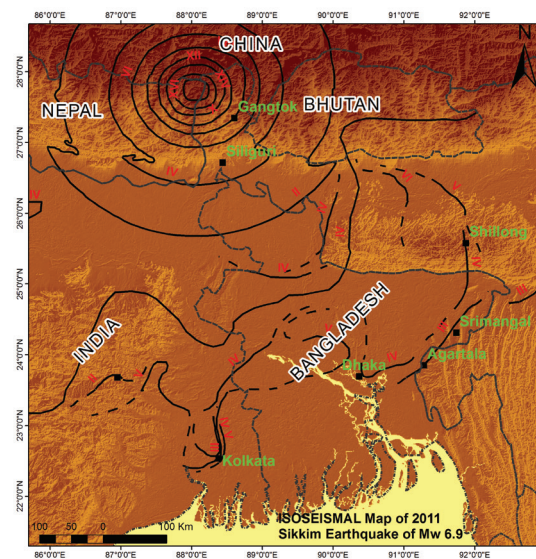 86°0'0"E 87°0'0"E 88°0'0"E 89°0'0"E 90°0'0"E 91°0'0"E 92°0'0"E
CHINA
N
28°0'0"N
NEPAL
Gangtok
BHUTAN
27°0'0"N
Siliguri
IV
IV
V
26°0'0"N
Shillong
25°0'0"N
III
BANGLADESH
Srimangal
INDIA
24°0'0"N
IV
Agartala
Dhaka
23°0'0"N
Kolkata
22°0'0"N
ISOSEISMAL Map of 2011
100 50 0 100 Km
Sikkim Earthquake of Mw 6.9
86°0'0"E 87°0'0"E 88°0'0"E 89°0'0"E 90°0'0"E 91°0'0"E 92°0'0"E